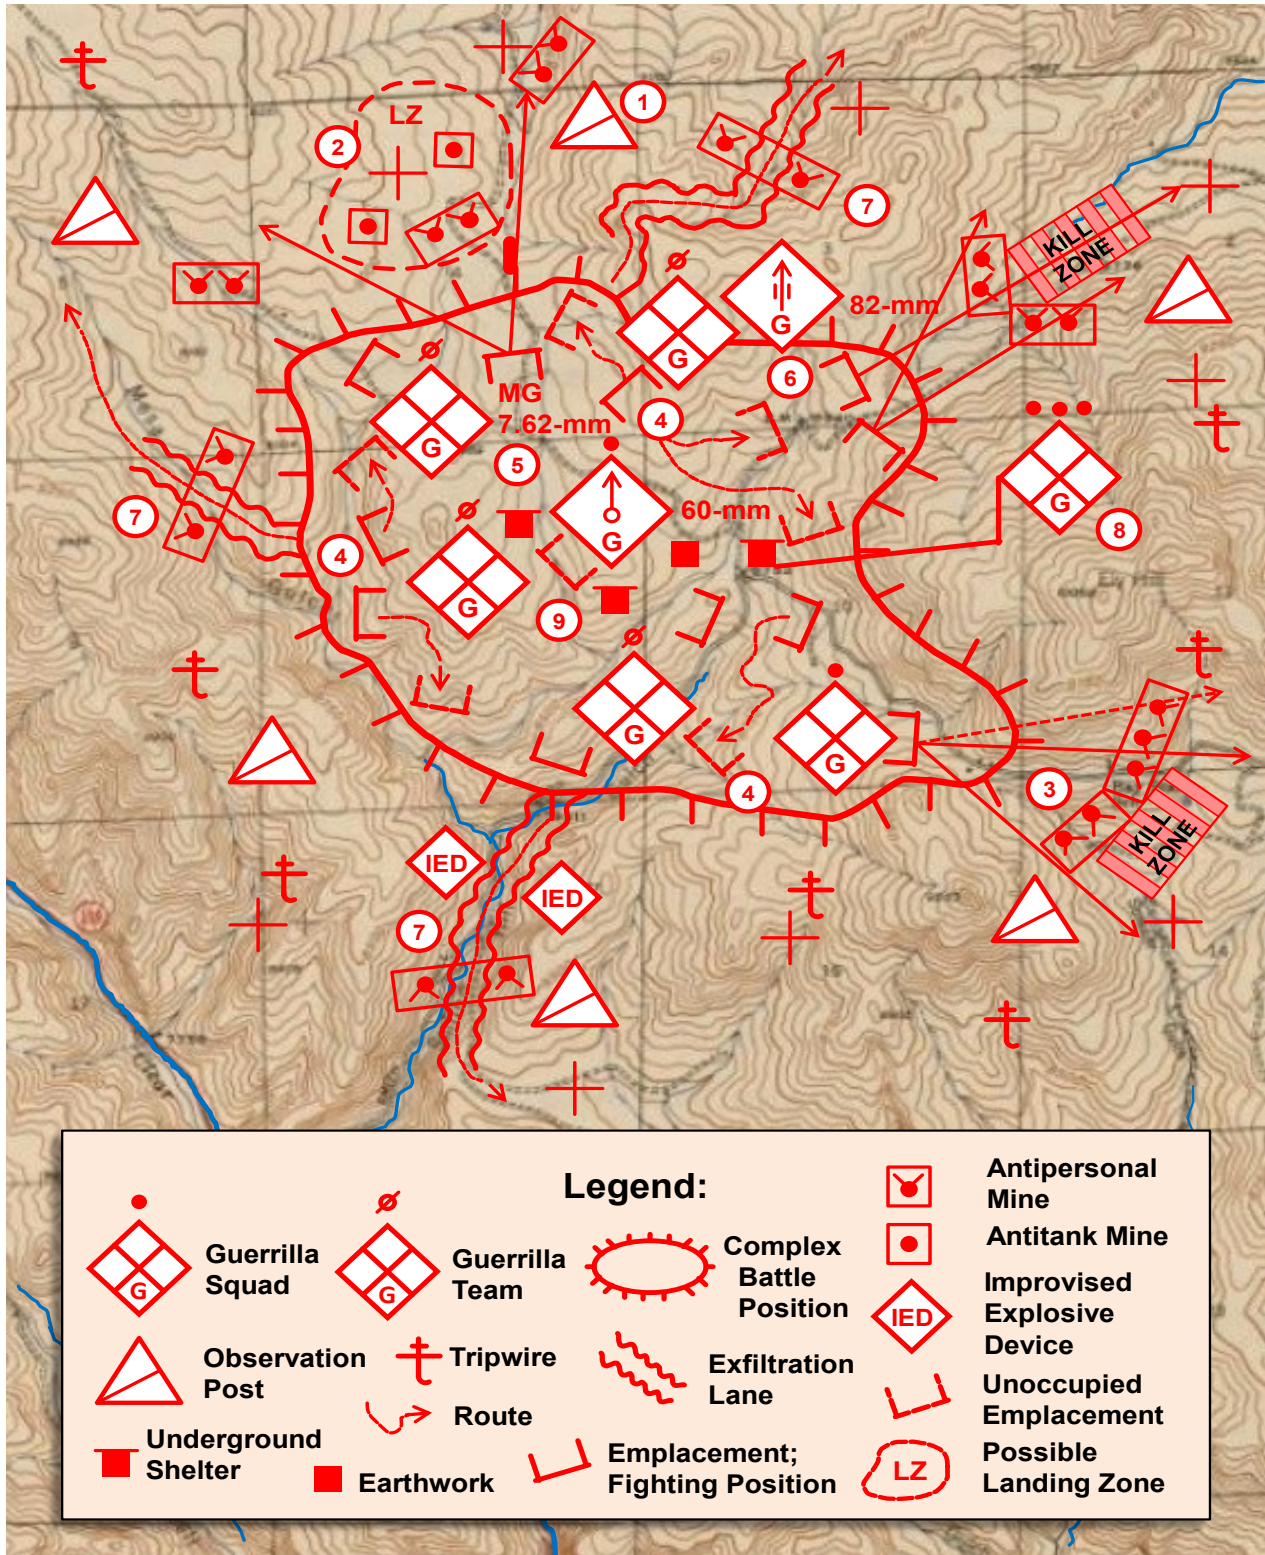 1
LZ
2
7
KILL
ZONE
82-mm
G
G
6
MG
7.62-mm
4
G
5
60-mm
G
G
8
7
4
G
G
9
G
G
4
3
KILL
ZONE
IED
IED
7
Legend:
Antipersonal
Mine
Antitank Mine
Guerrilla
Squad
G
Guerrilla
Team
G
Complex
Battle
Position
Improvised
Explosive
Device
IED
Observation
Post
Tripwire
Exfiltration
Lane
Route
Unoccupied
Emplacement
Underground
Shelter
Earthwork
Emplacement;
Fighting Position
LZ
Possible
Landing Zone